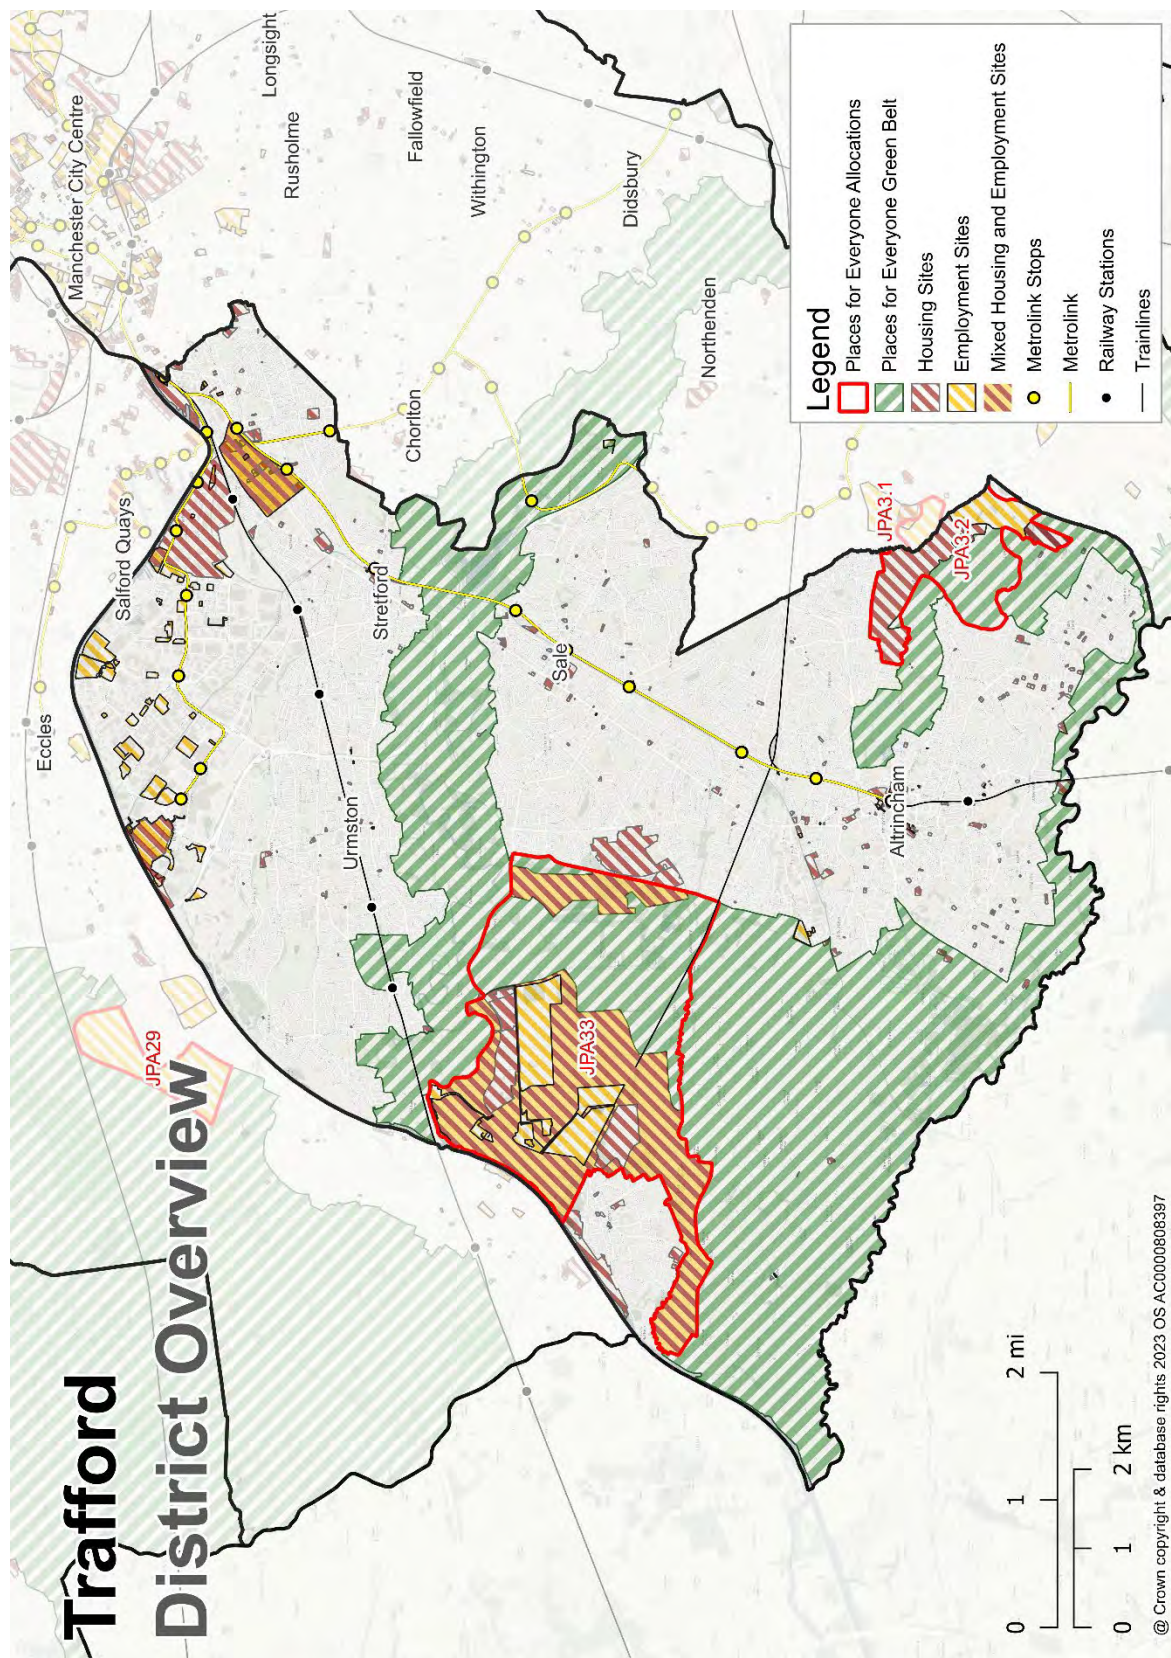 Trafford
District Overview
Eccles
Salford Quays
Manchester City Centre
Longsight
Rusholme
Fallowfield
Withington
Didsbury
Chorlton
Northenden
Stretford
Urmston
Sale
Altrincham
JPA29
JPA33
JPA3.1
JPA3.2
Legend
Places for Everyone Allocations
Places for Everyone Green Belt
Housing Sites
Employment Sites
Mixed Housing and Employment Sites
Metrolink Stops
Metrolink
Railway Stations
Trainlines
0 1 2 mi
0 1 2 km
@ Crown copyright & database rights 2023 OS AC0000808397